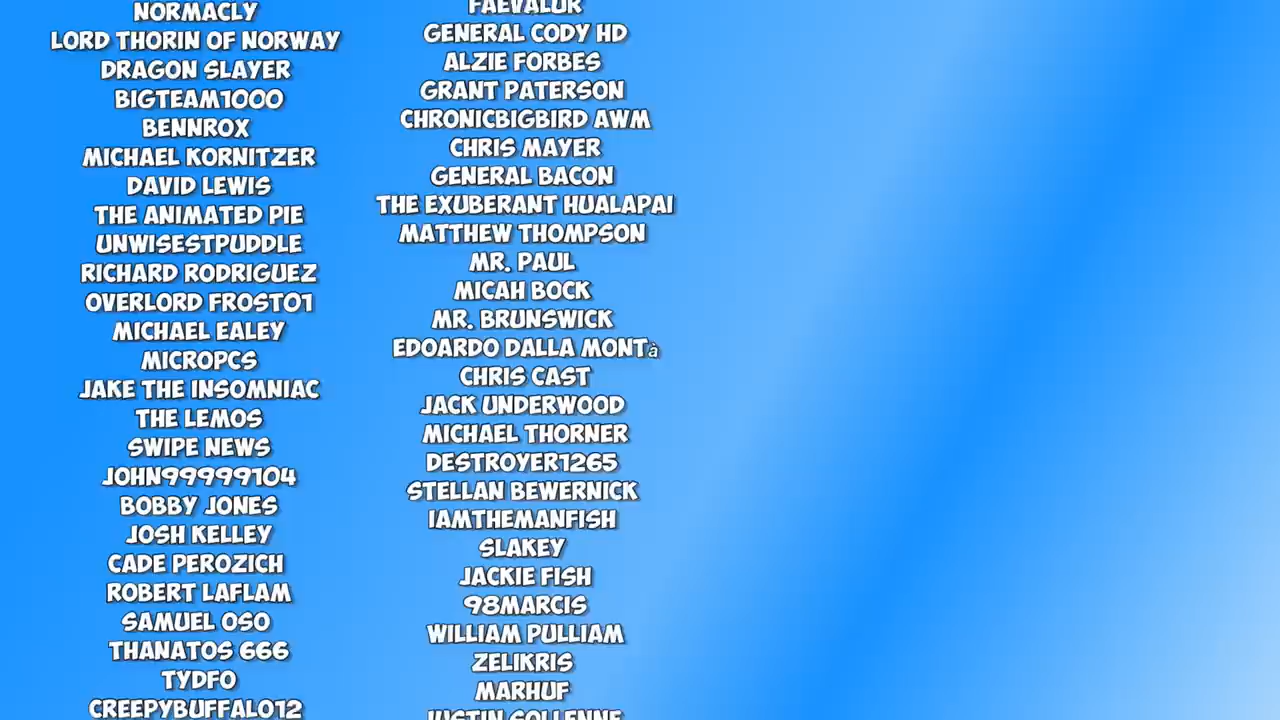 NORMACLY
LORD THORIN OF NORWAY
DRAGON SLAYER
BIGTEAM1000
BENNROX
MICHAEL KORNITZER
DAVID LEWIS
THE ANIMATED PIE
UNWISESTPUDDLE
RICHARD RODRIGUEZ
OVERLORD FROST01
MICHAEL EALEY
MICROPCS
JAKE THE INSOMNIAC
THE LEMOS
SWIPE NEWS
JOHN99999104
BOBBY JONES
JOSH KELLEY
CADE PEROZICH
ROBERT LAFLAM
SAMUEL OSO
THANATOS 666
TYDFO
CREEPYBUFFALO12
FAEVALUR
GENERAL CODY HD
ALZIE FORBES
GRANT PATERSON
CHRONICBIGBIRD AWM
CHRIS MAYER
GENERAL BACON
THE EXUBERANT HUALAPAI
MATTHEW THOMPSON
MR. PAUL
MICAH BOCK
MR. BRUNSWICK
EDOARDO DALLA MONTà
CHRIS CAST
JACK UNDERWOOD
MICHAEL THORNER
DESTROYER1265
STELLAN BEWERNICK
IAMTHEMANFISH
SLAKEY
JACKIE FISH
98MARCIS
WILLIAM PULLIAM
ZELIKRIS
MARHUF
JUSTIN